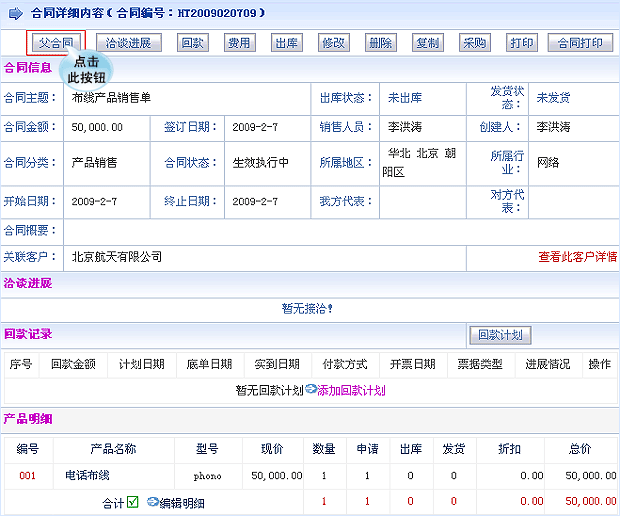 合同详细内容（合同编号：HT2009020709）
父合同 洽谈进展 回款 费用 出库 修改 删除 复制 采购 打印 合同打印
点击
此按钮
合同信息
合同主题： 布线产品销售单 出库状态： 未出库 发货状态： 未发货
合同金额： 50,000.00 签订日期： 2009-2-7 销售人员： 李洪涛 创建人： 李洪涛
合同分类： 产品销售 合同状态： 生效执行中 所属地区： 华北 北京 朝阳区 所属行业： 网络
开始日期： 2009-2-7 终止日期： 2009-2-7 我方代表： 对方代表：
合同概要：
关联客户： 北京航天有限公司 查看此客户详情
洽谈进展
暂无接洽!
回款记录 回款计划
序号 回款金额 计划日期 底单日期 实到日期 付款方式 开票日期 票据类型 进展情况 操作
暂无回款计划 添加回款计划
产品明细
编号 产品名称 型号 现价 数量 申请 出库 发货 折扣 总价
001 电话布线 phono 50,000.00 1 1 0 0 0.00 50,000.00
合计 编辑明细 1 1 0 0 0.00 50,000.00